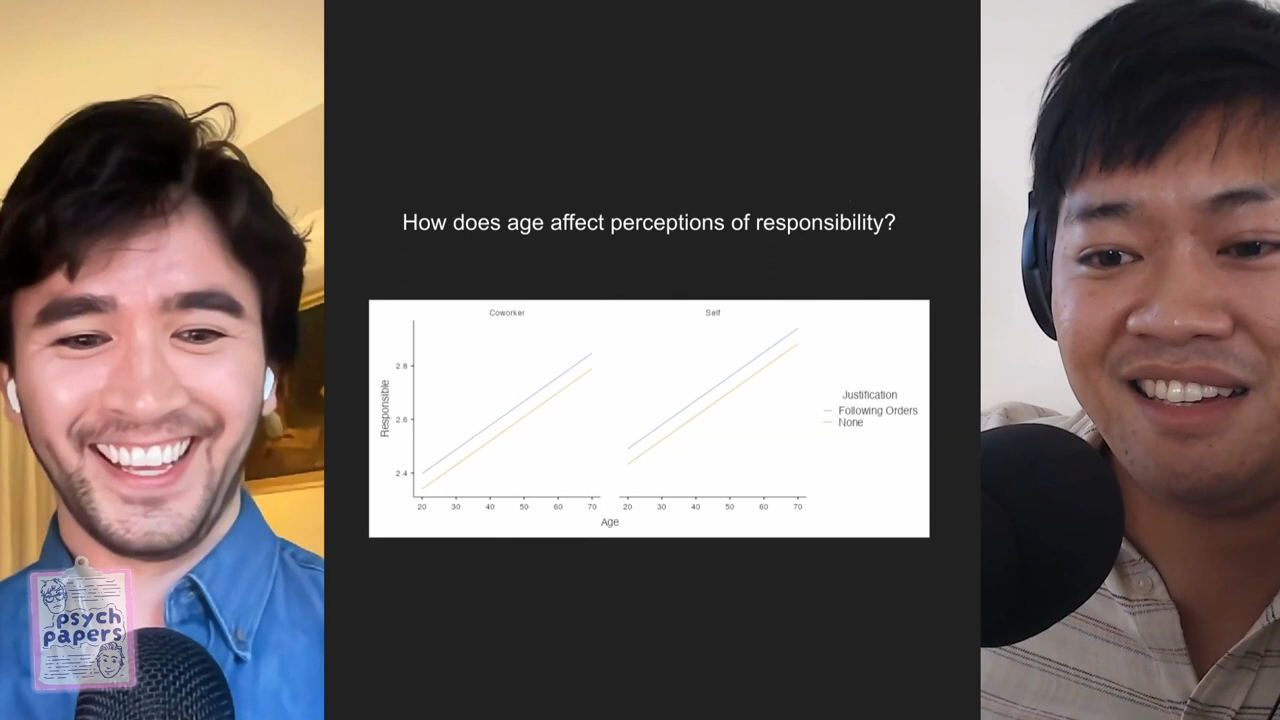 How does age affect perceptions of responsibility?
Coworker
Self
Responsible
2.8
2.6
2.4
20 30 40 50 60 70
20 30 40 50 60 70
Age
Justification
Following Orders
None
psych
papers